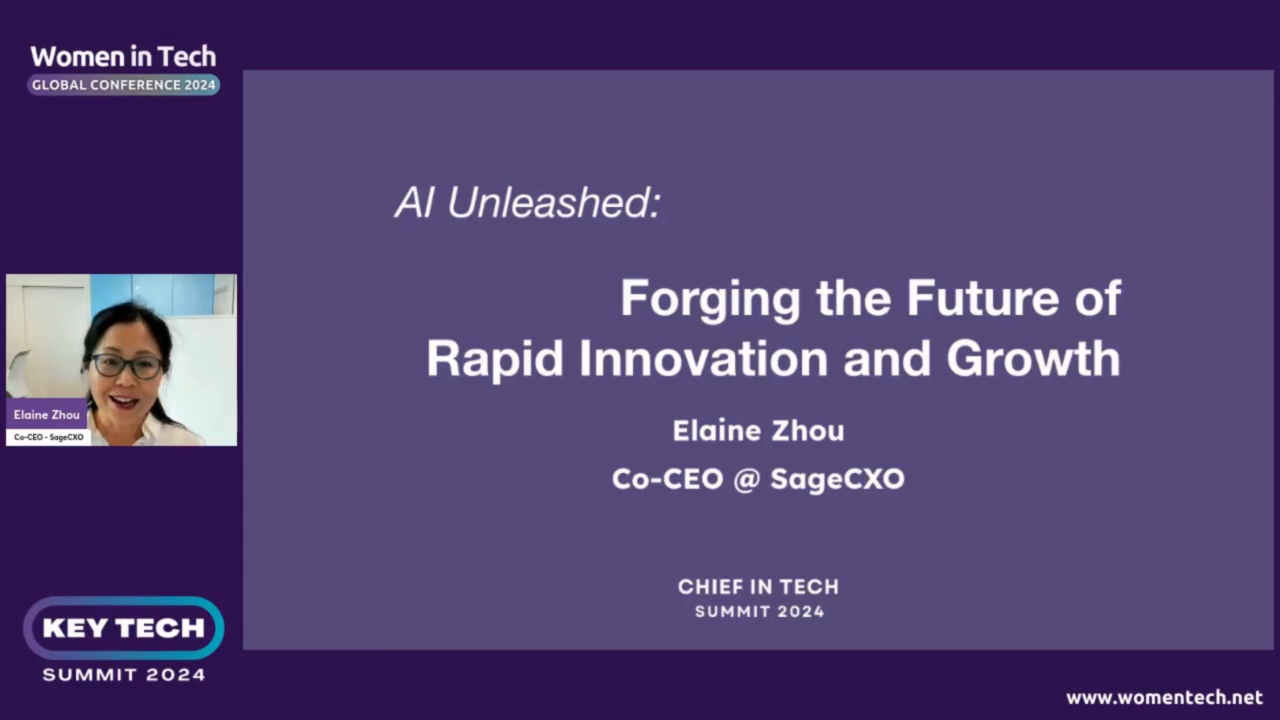 Women in Tech
GLOBAL CONFERENCE 2024
AI Unleashed:
Forging the Future of
Rapid Innovation and Growth
Elaine Zhou
Co-CEO @ SageCXO
CHIEF IN TECH
SUMMIT 2024
Elaine Zhou
Co-CEO - SageCXO
KEY TECH
SUMMIT 2024
www.womentech.net